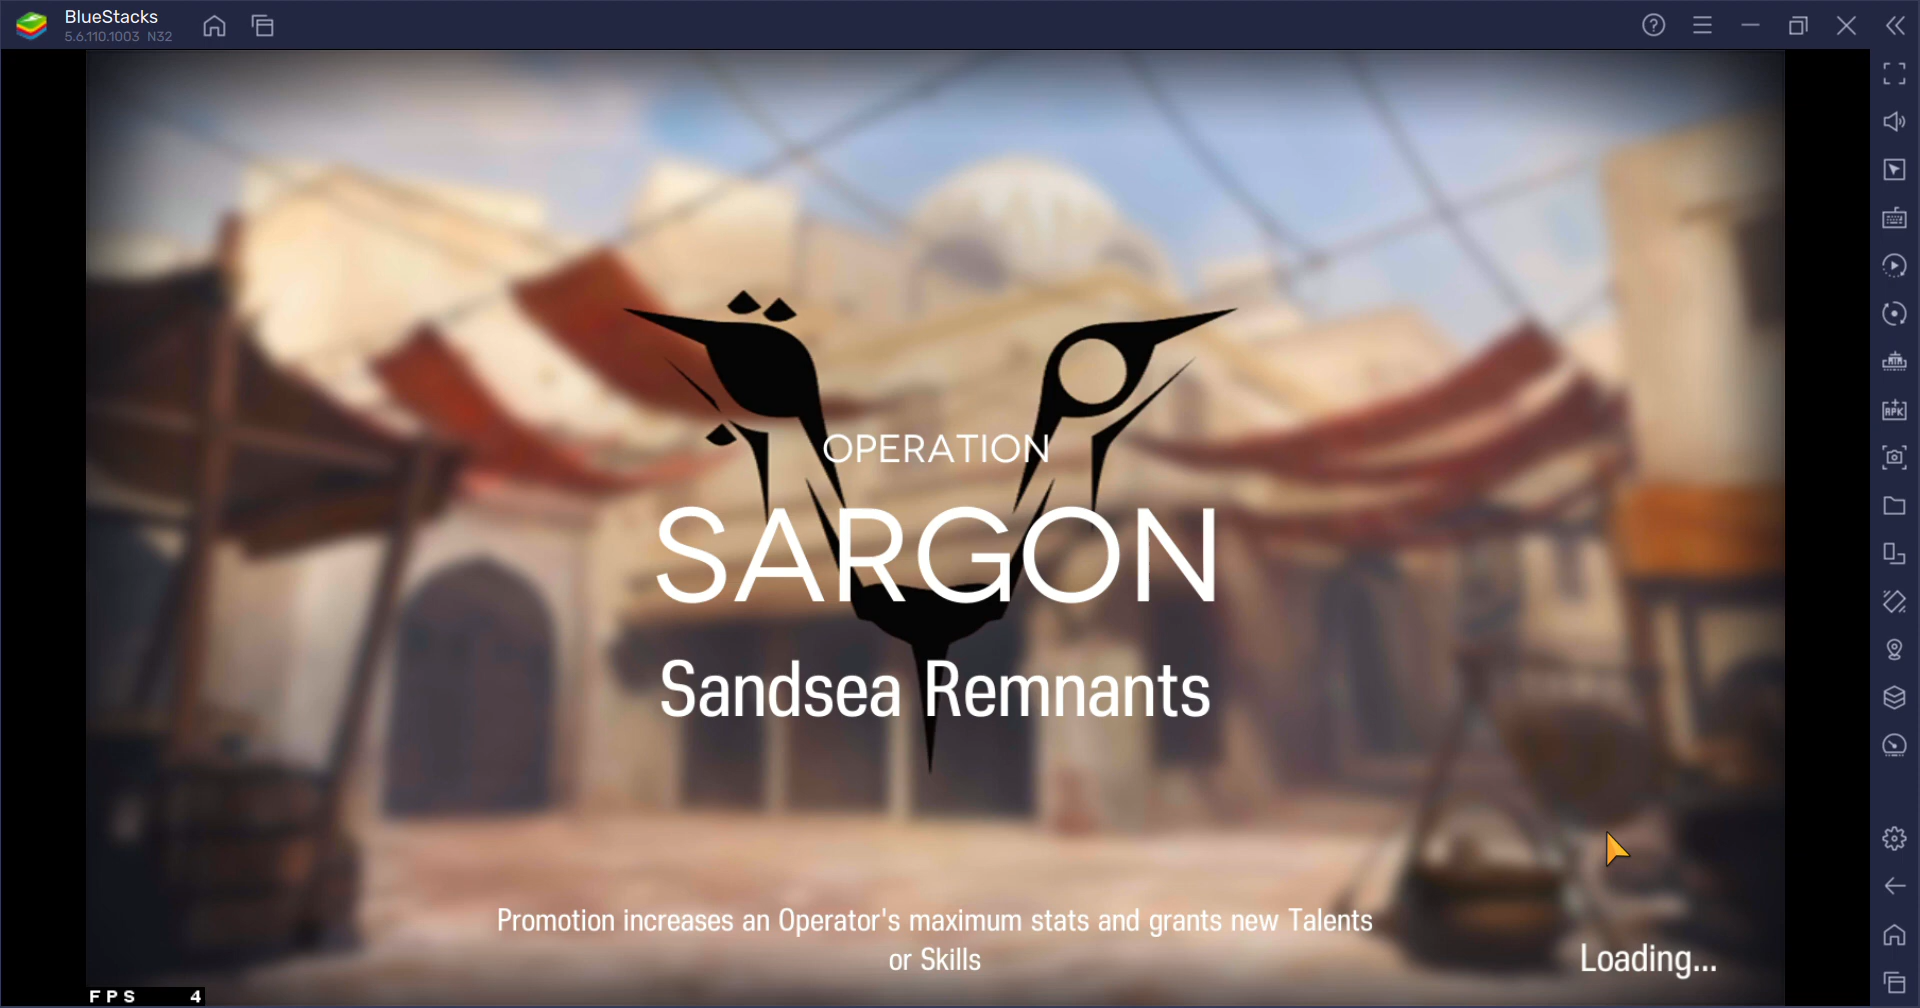 BlueStacks
5.6.110.1003 N32
OPERATION
SARGON
Sandsea Remnants
Promotion increases an Operator's maximum stats and grants new Talents
or Skills
Loading...
FPS 4
APK